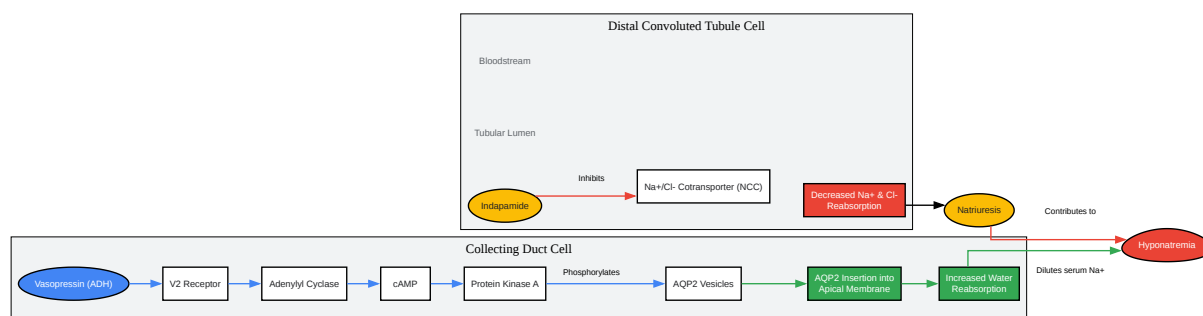 Distal Convoluted Tubule Cell
Bloodstream
Tubular Lumen
Indapamide
Inhibits
Na+/Cl- Cotransporter (NCC)
Decreased Na+ & Cl-
Reabsorption
Natriuresis
Contributes to
Hyponatremia
Collecting Duct Cell
Vasopressin (ADH)
V2 Receptor
Adenylyl Cyclase
cAMP
Protein Kinase A
Phosphorylates
AQP2 Vesicles
AQP2 Insertion into
Apical Membrane
Increased Water
Reabsorption
Dilutes serum Na+